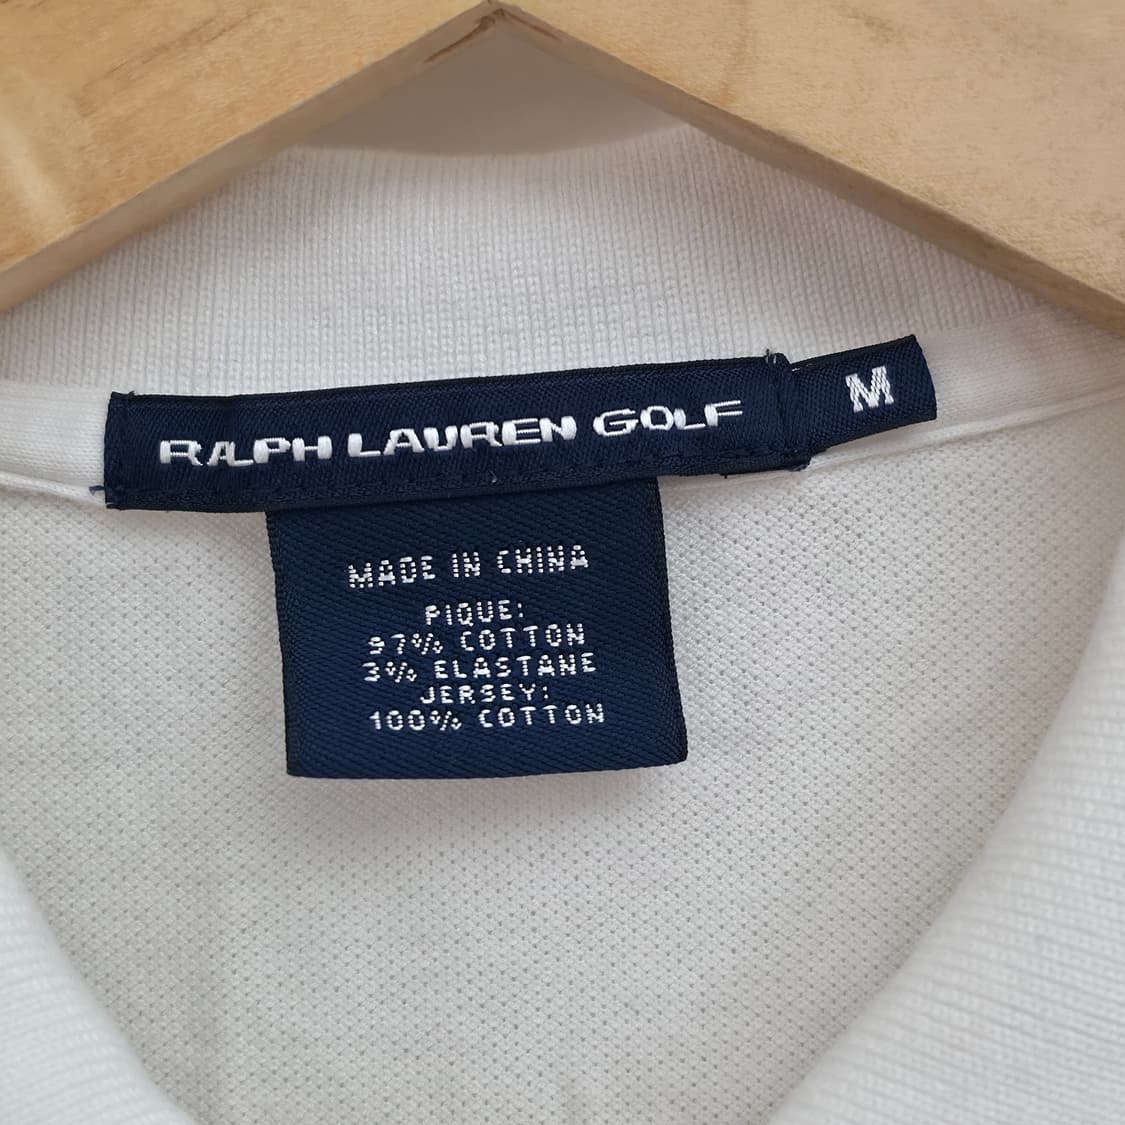 RALPH LAUREN GOLF
M
MADE IN CHINA
PIQUE:
97% COTTON
3% ELASTANE
JERSEY:
100% COTTON